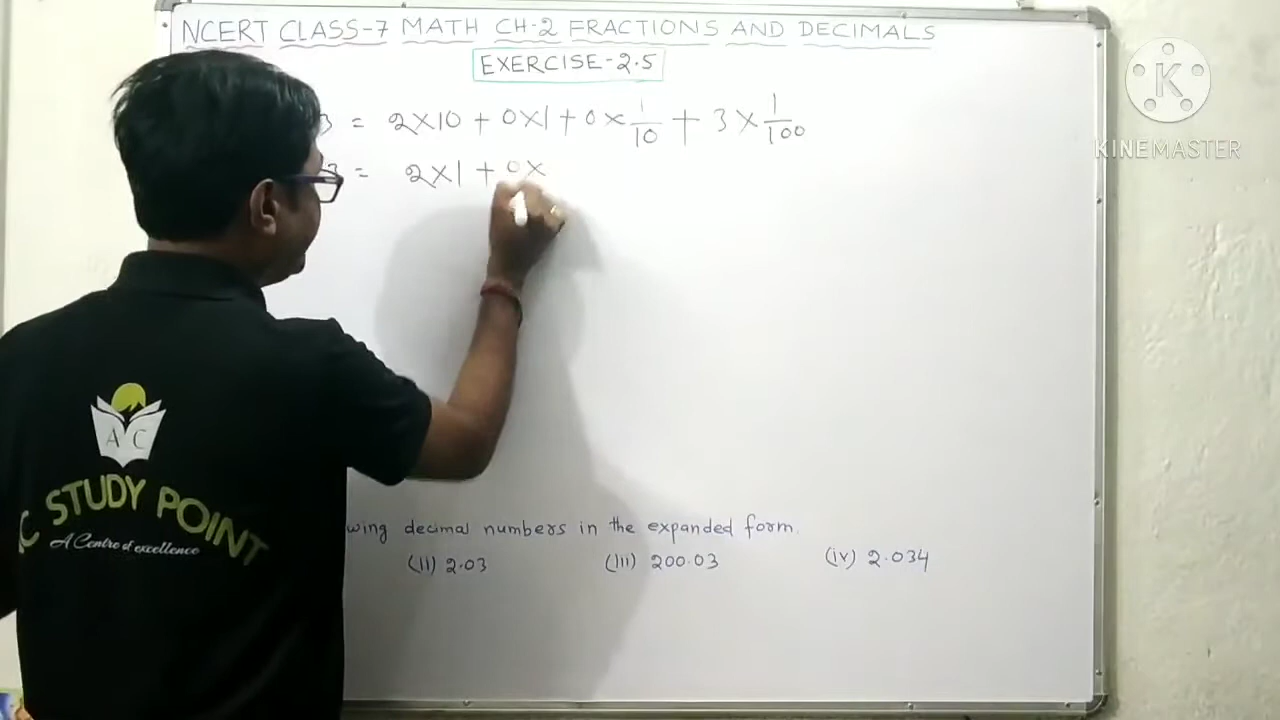 NCERT CLASS-7 MATH CH-2 FRACTIONS AND DECIMALS
EXERCISE-2.5
3 = 2×10 + 0×1 + 0×1/10 + 3×1/100
3 = 2×1 + 0×
decimal numbers in the expanded form.
(ii) 2.03 (iii) 200.03 (iv) 2.034
K
KINEMASTER
A C
STUDY POINT
A Centre of excellence